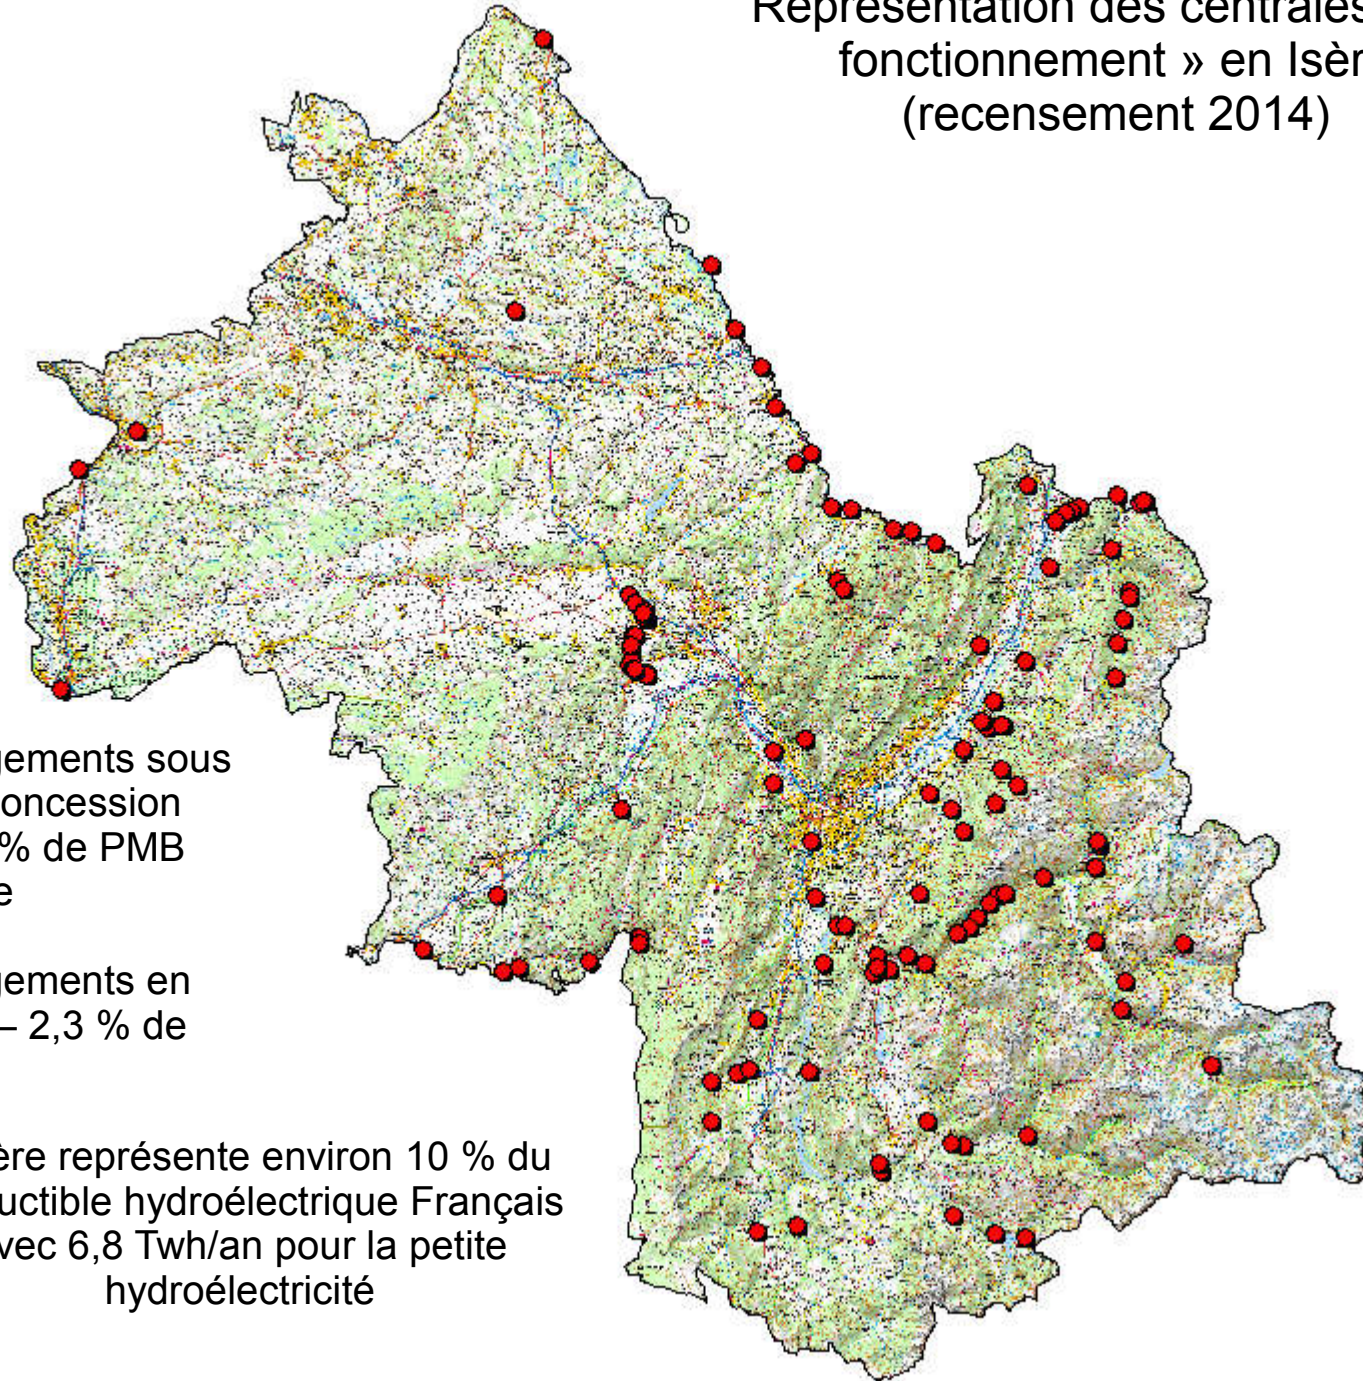 Représentation des centrales
fonctionnement » en Isèr
(recensement 2014)
gements sous
oncession
% de PMB
e
gements en
– 2,3 % de
ère représente environ 10 % du
uctible hydroélectrique Français
vec 6,8 Twh/an pour la petite
hydroélectricité